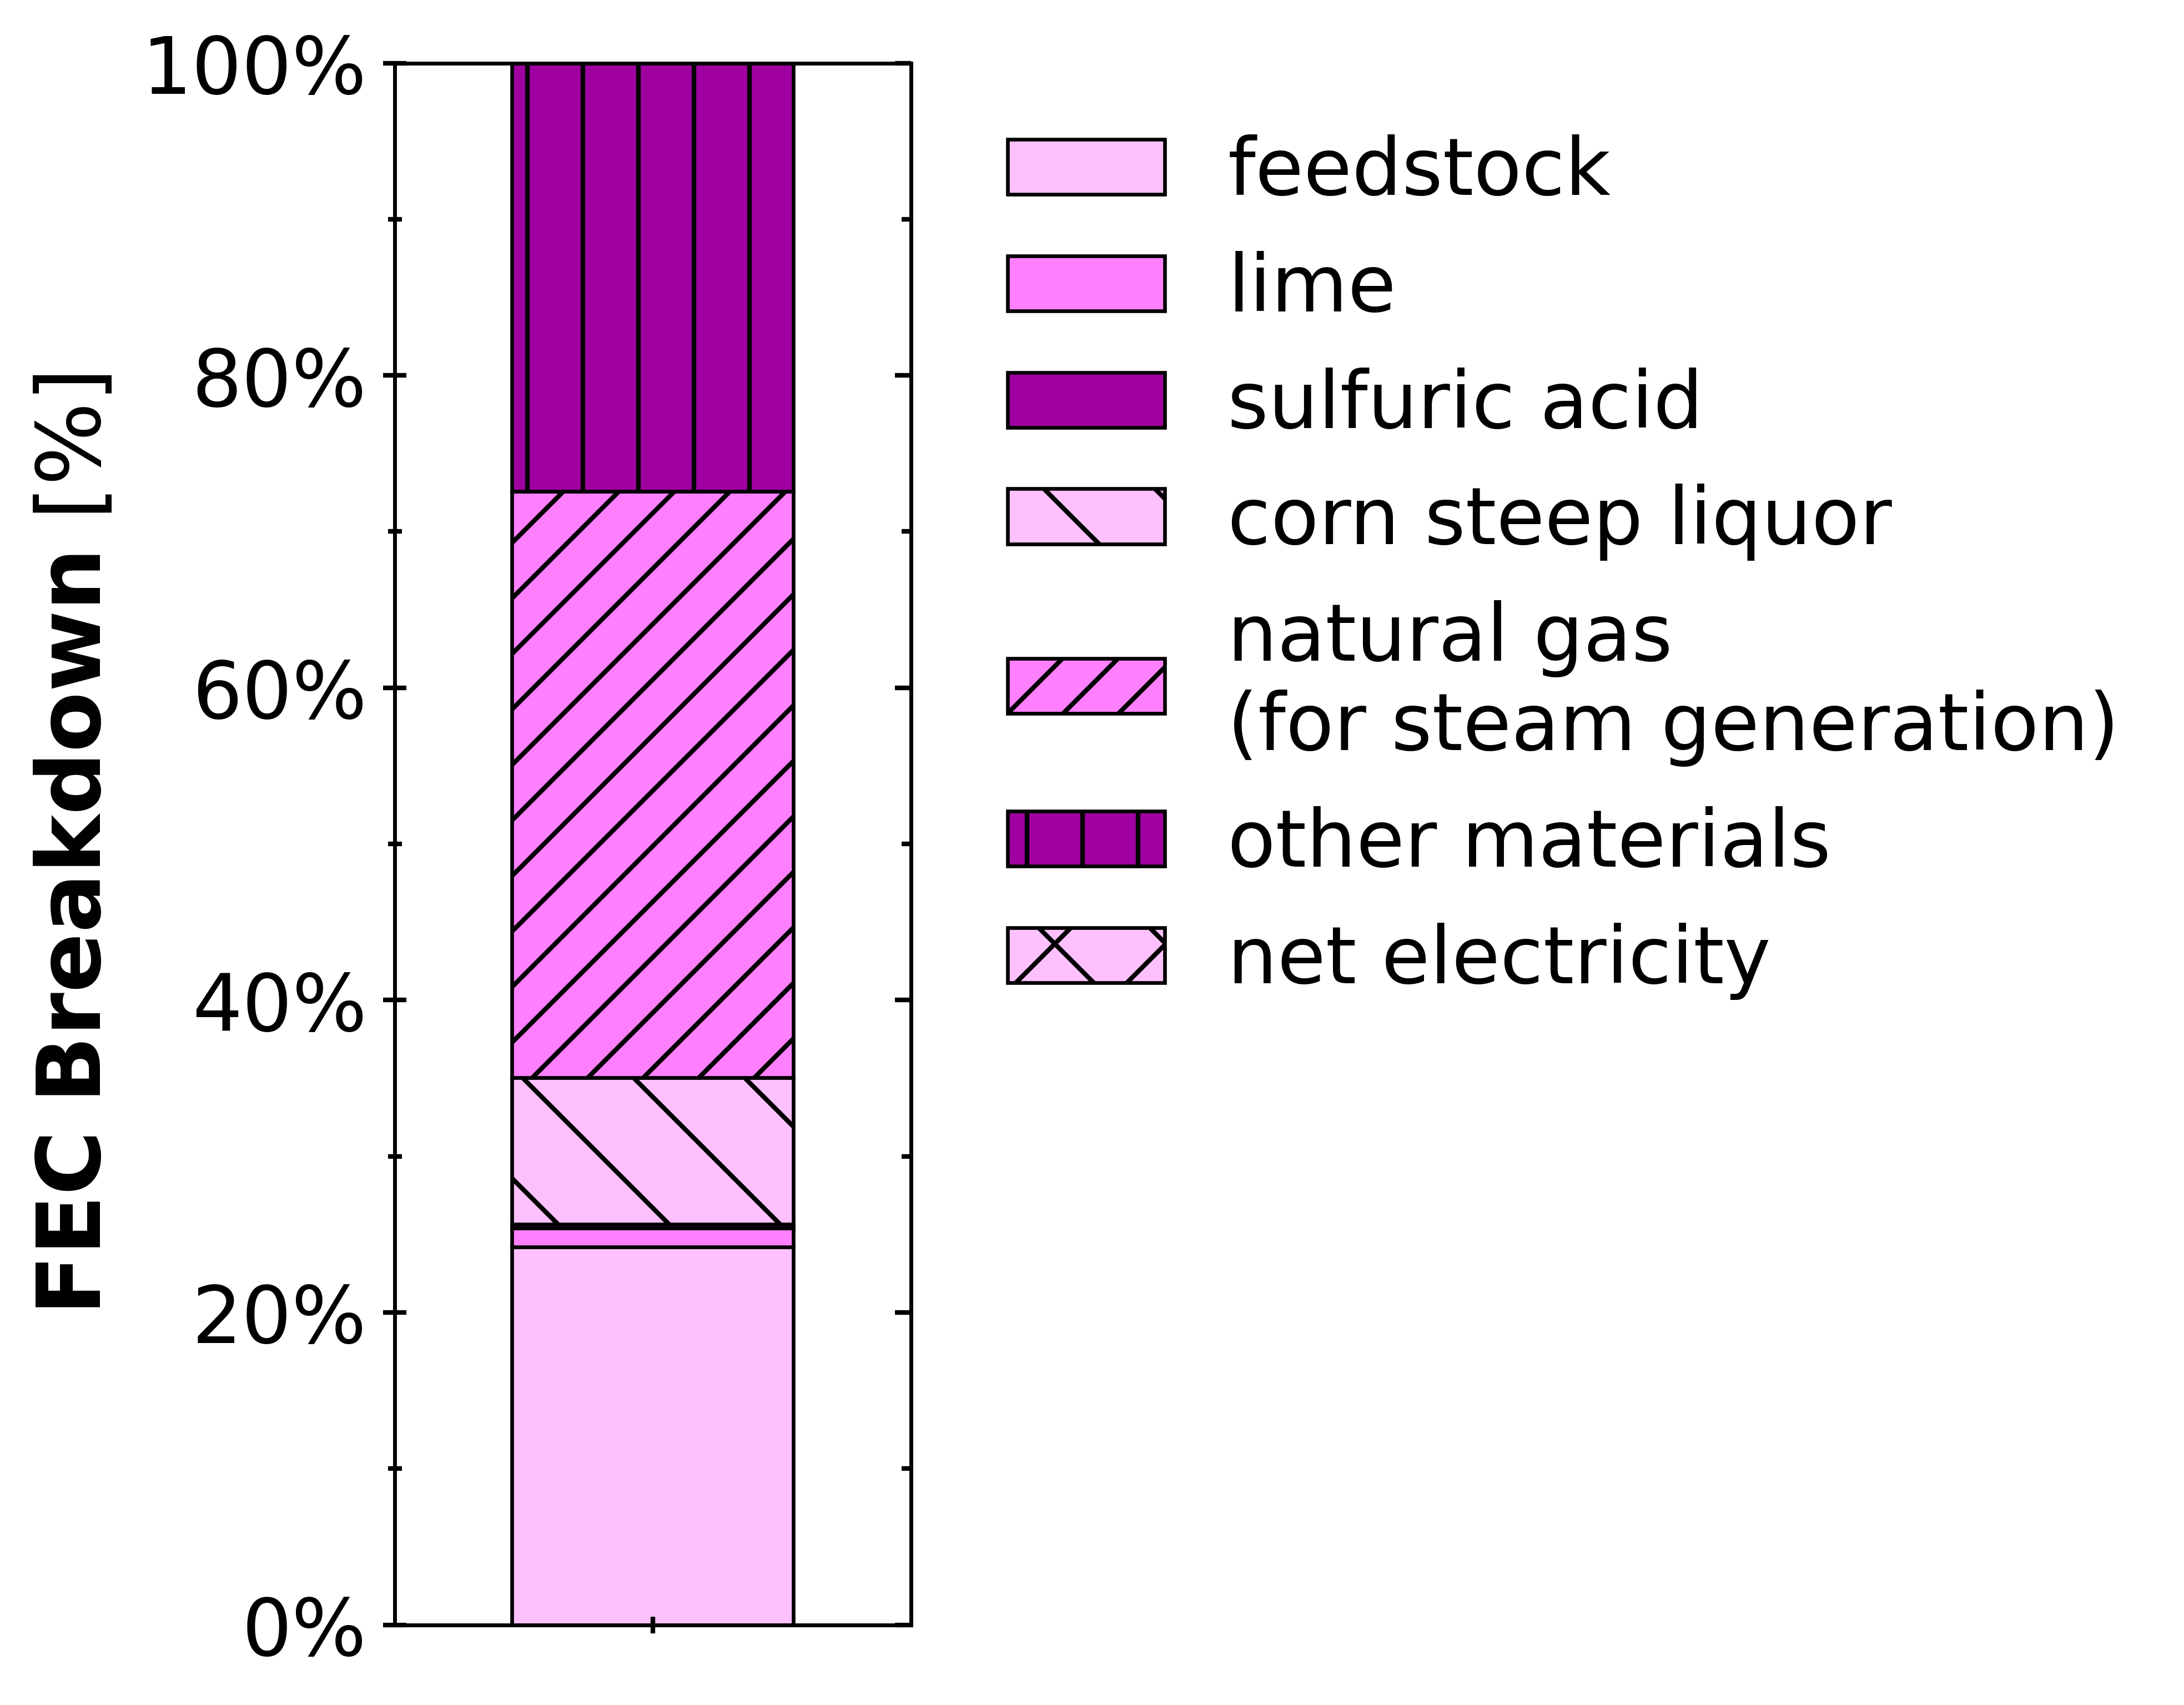 FEC Breakdown [%]
100%
80%
60%
40%
20%
0%
feedstock
lime
sulfuric acid
corn steep liquor
natural gas
(for steam generation)
other materials
net electricity